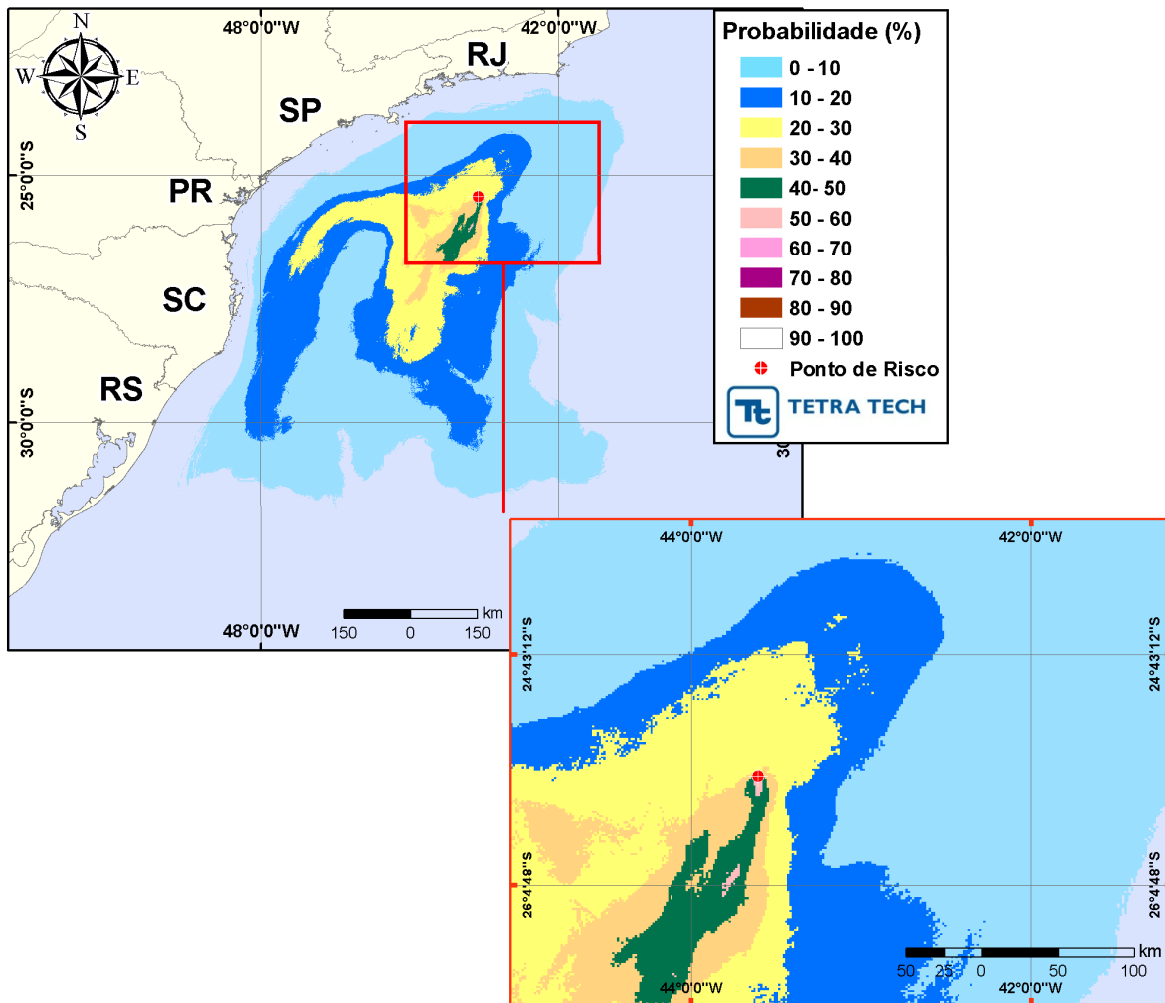 48°0'0"W
42°0'0"W
N
W
E
S
RJ
SP
PR
SC
RS
25°0'0"S
30°0'0"S
30
48°0'0"W
km
150
0
150
Probabilidade (%)
0 - 10
10 - 20
20 - 30
30 - 40
40- 50
50 - 60
60 - 70
70 - 80
80 - 90
90 - 100
Ponto de Risco
Tt TETRA TECH
44°0'0"W
42°0'0"W
24°43'12"S
24°43'12"S
26°4'48"S
26°4'48"S
km
50
25
0
50
100
44°0'0"W
42°0'0"W